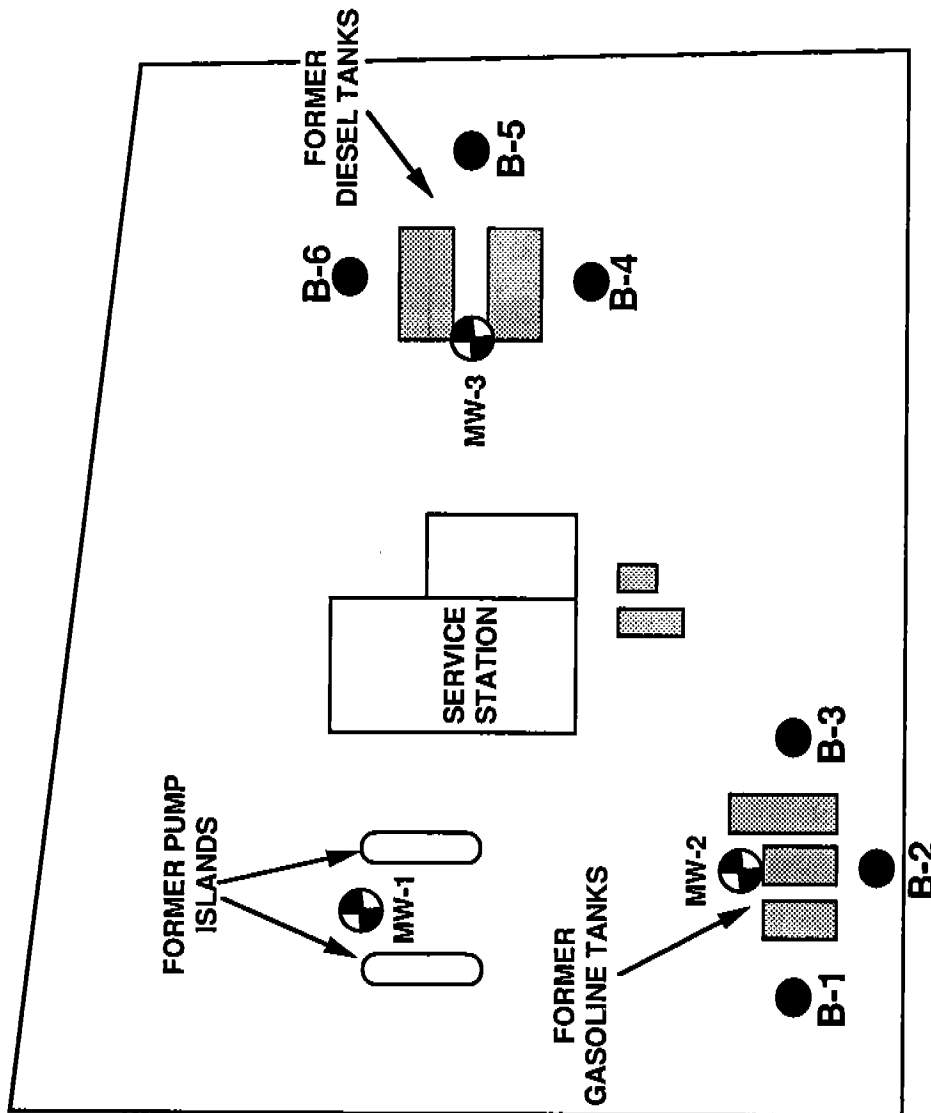 FORMER PUMP
ISLANDS
MW-1
FORMER
GASOLINE TANKS
MW-2
B-1
B-2
B-3
SERVICE
STATION
MW-3
FORMER
DIESEL TANKS
B-6
B-4
B-5